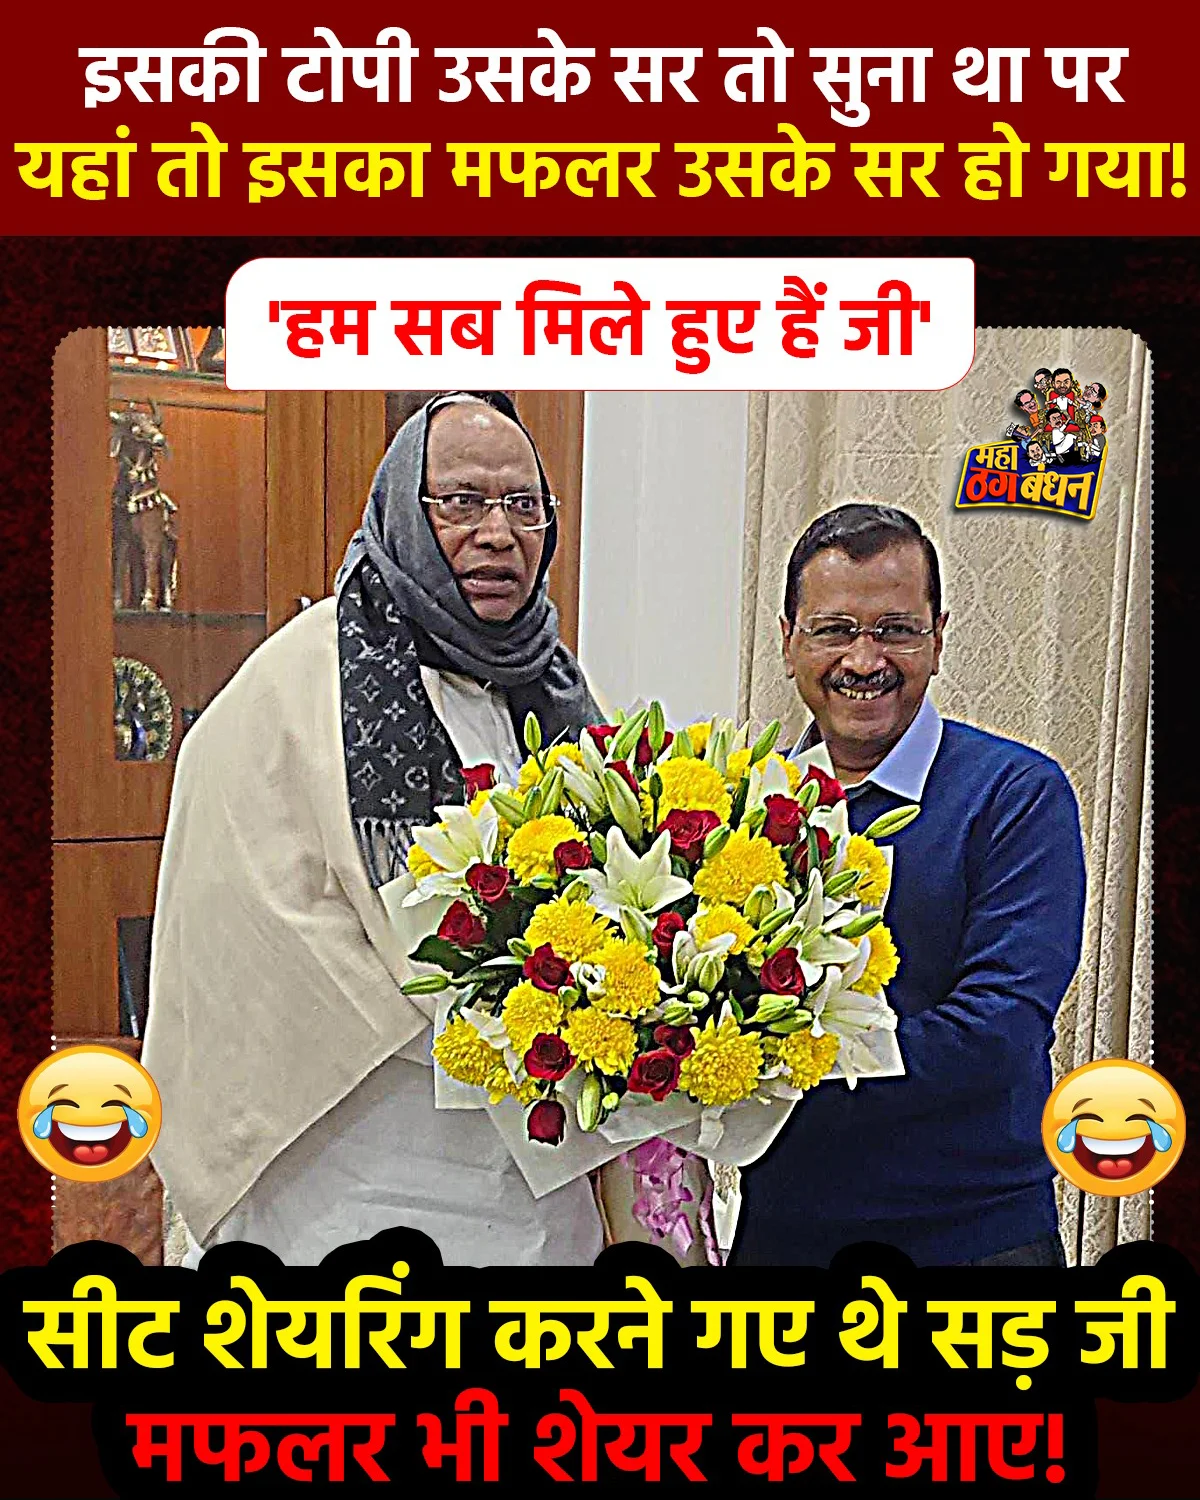 इसकी टोपी उसके सर तो सुना था पर
यहां तो इसका मफलर उसके सर हो गया!
'हम सब मिले हुए हैं जी'
महा
ठग बंधन
सीट शेयरिंग करने गए थे सड़ जी
मफलर भी शेयर कर आए!